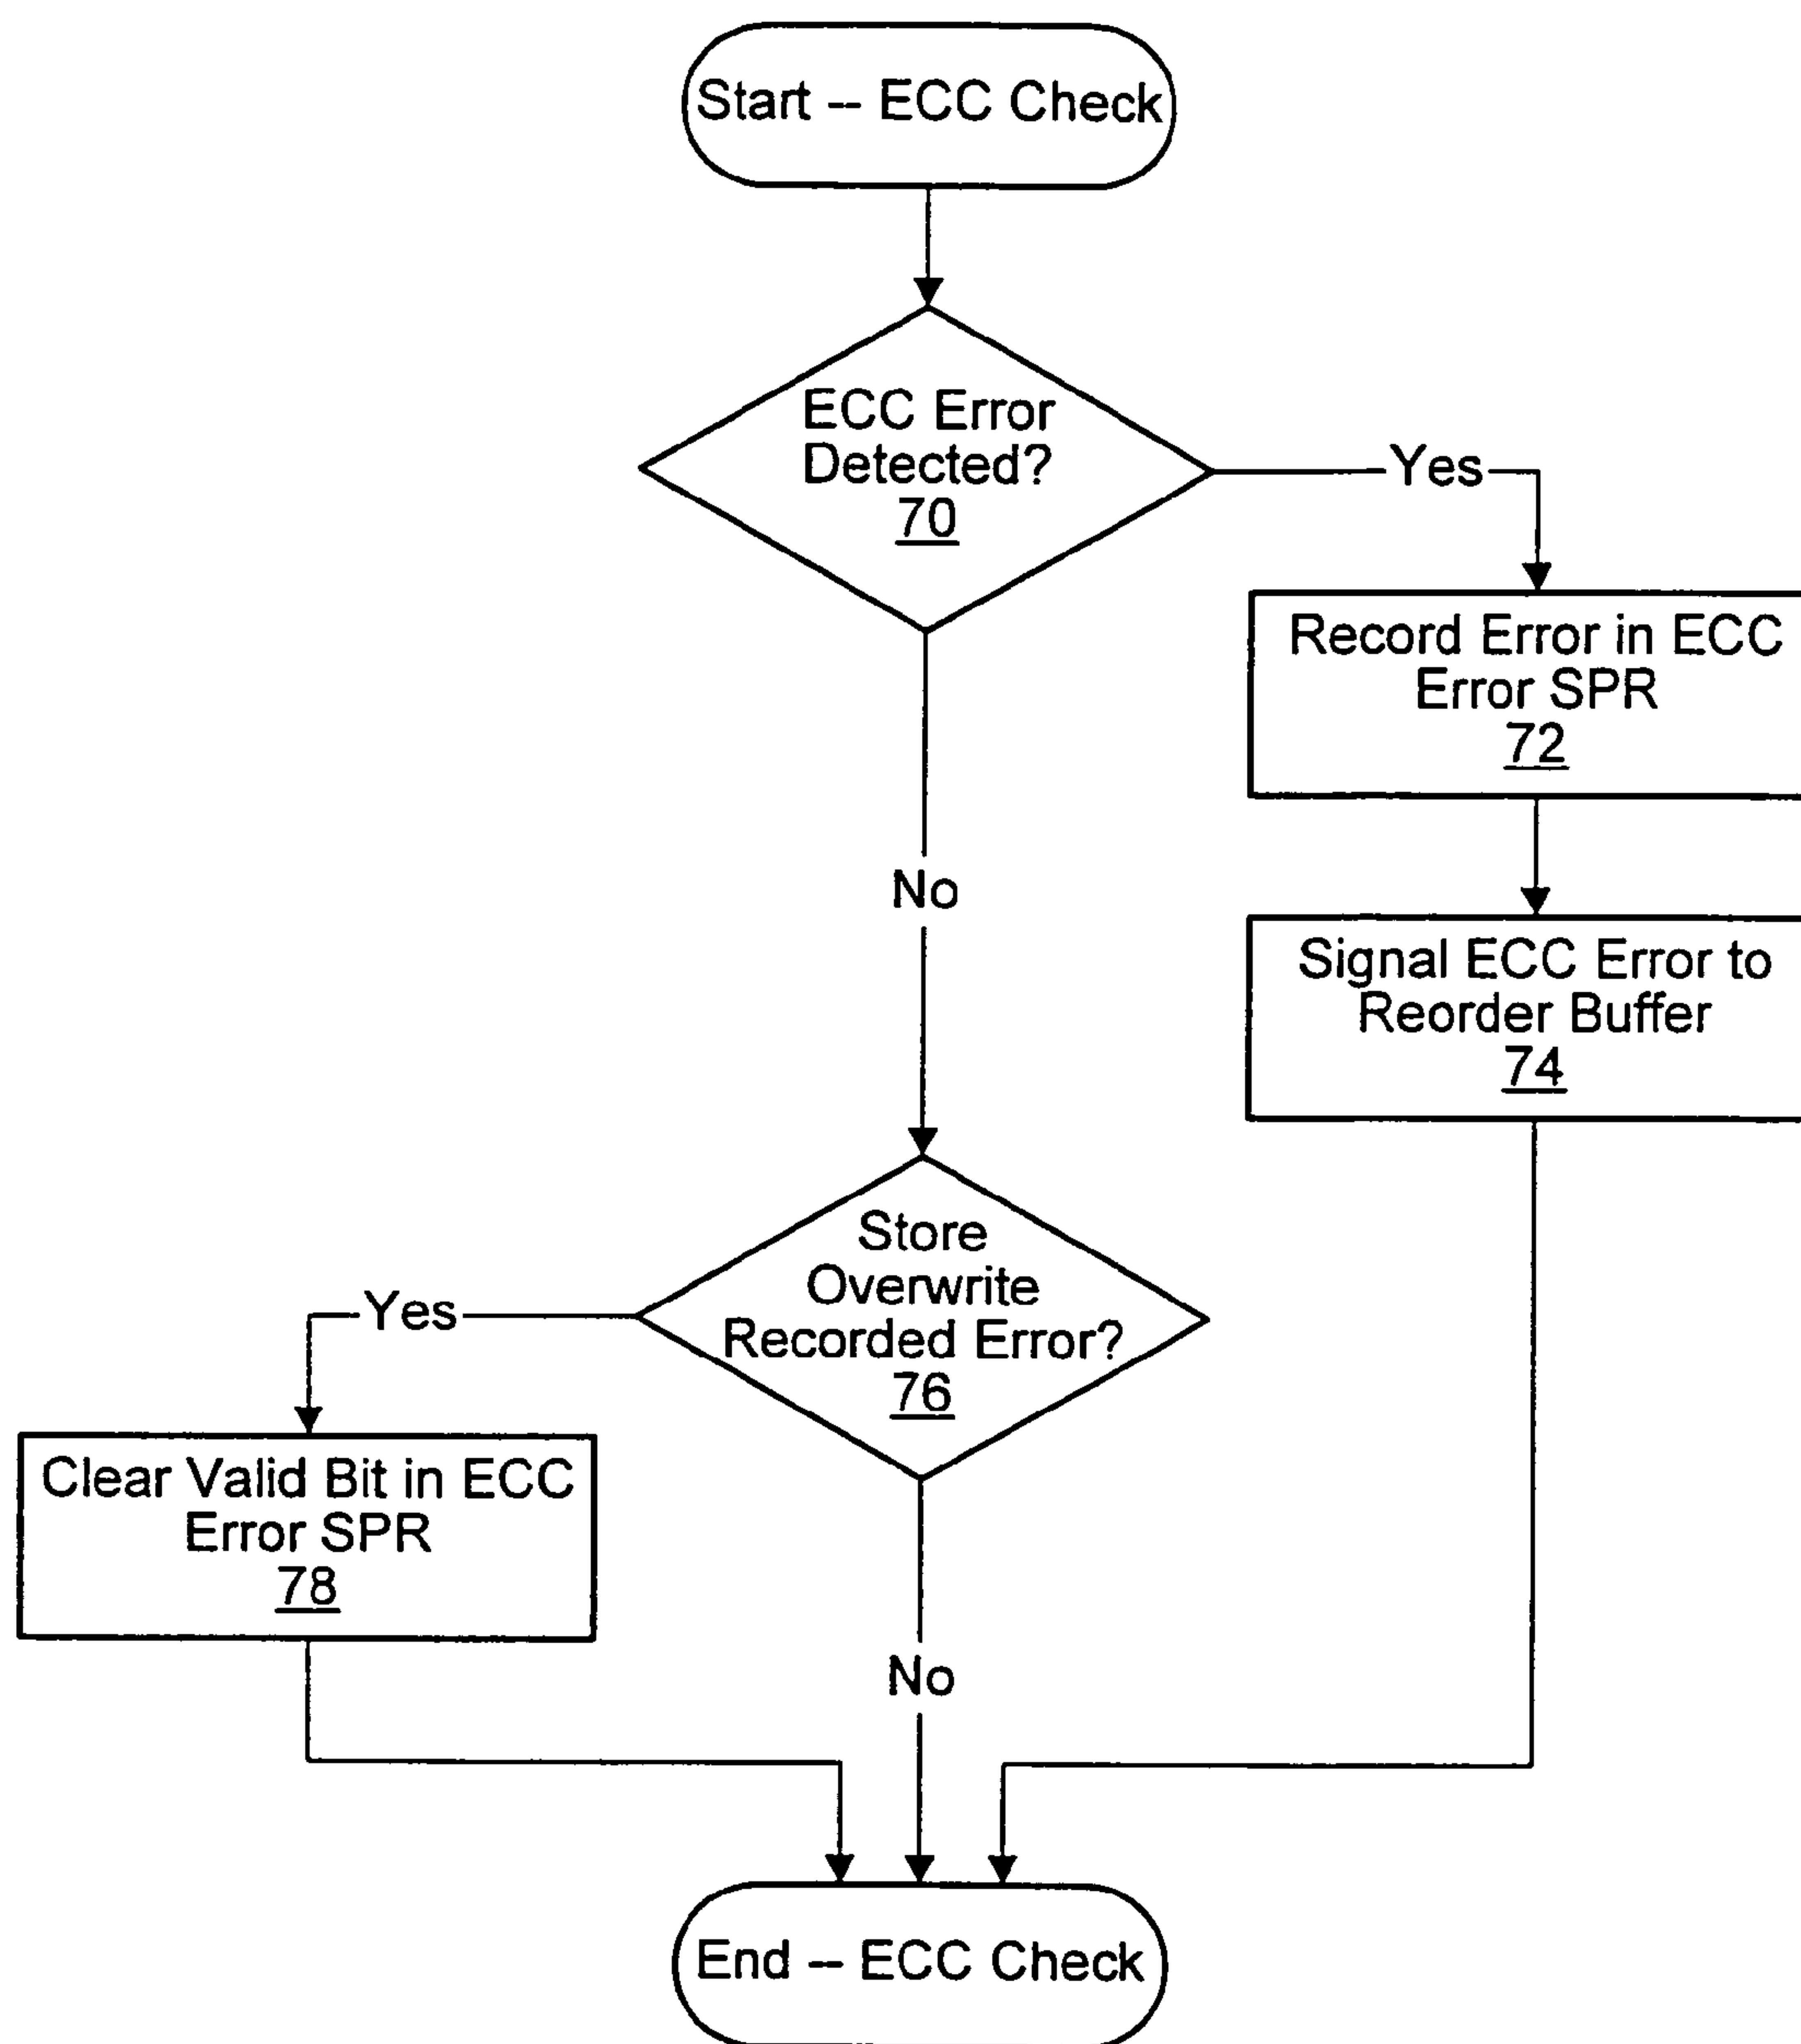 Start -- ECC Check
ECC Error
Detected?
70
Yes
Record Error in ECC
Error SPR
72
No
Signal ECC Error to
Reorder Buffer
74
Store
Overwrite
Recorded Error?
76
Yes
Clear Valid Bit in ECC
Error SPR
78
No
End -- ECC Check